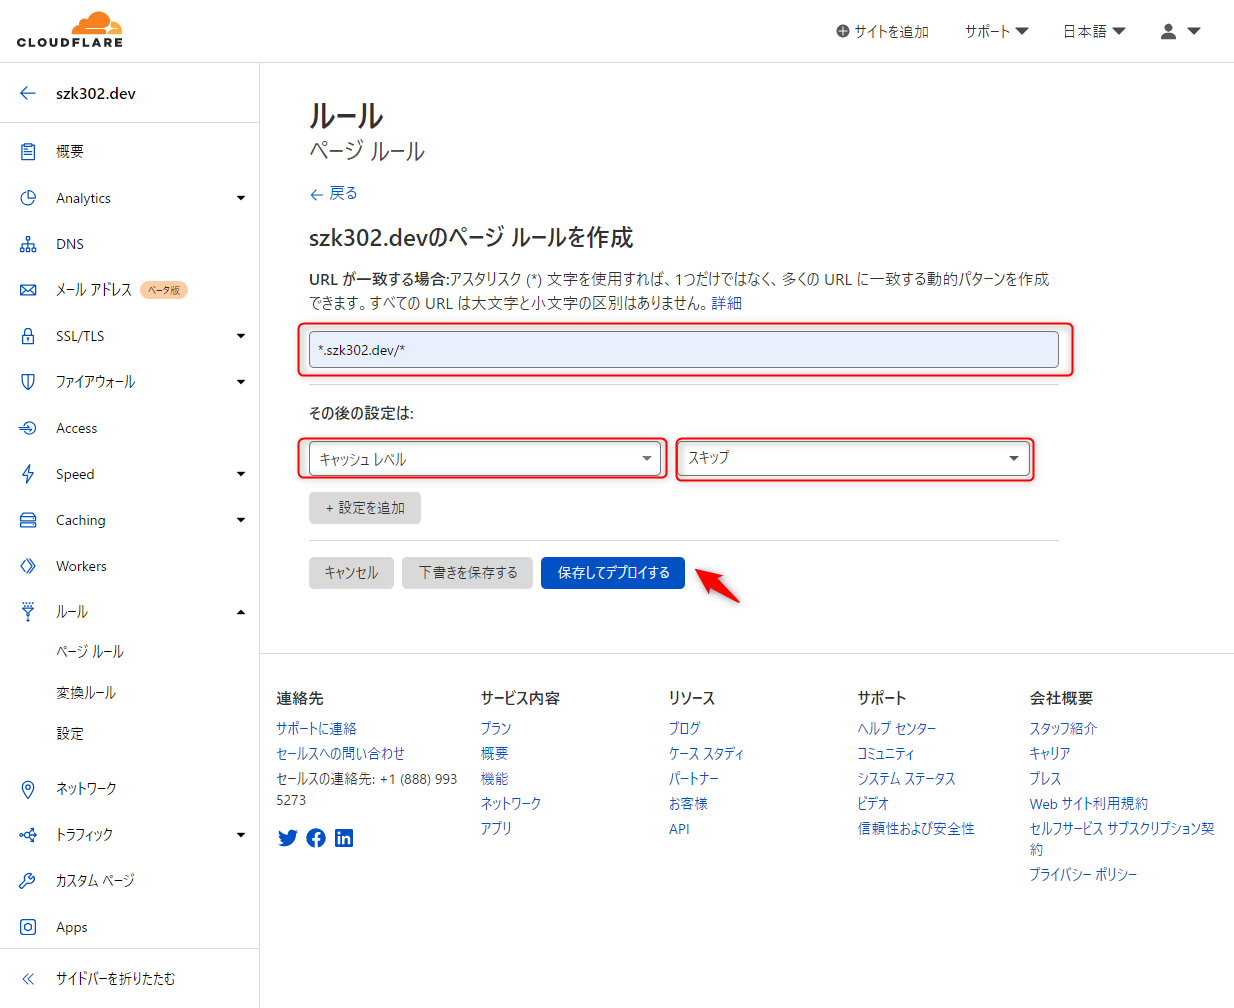 CLOUDFLARE
サイトを追加
サポート
日本語
szk302.dev
概要
Analytics
DNS
メール アドレス ベータ版
SSL/TLS
ファイアウォール
Access
Speed
Caching
Workers
ルール
ページ ルール
変換ルール
設定
ネットワーク
トラフィック
カスタム ページ
Apps
サイドバーを折りたたむ
ルール
ページ ルール
← 戻る
szk302.devのページ ルールを作成
URL が一致する場合:アスタリスク (*) 文字を使用すれば、1つだけではなく、多くの URL に一致する動的パターンを作成
できます。すべての URL は大文字と小文字の区別はありません。詳細
*.szk302.dev/*
その後の設定は:
キャッシュ レベル
スキップ
+ 設定を追加
キャンセル
下書きを保存する
保存してデプロイする
連絡先
サポートに連絡
セールスへの問い合わせ
セールスの連絡先: +1 (888) 993
5273
サービス内容
プラン
概要
機能
ネットワーク
アプリ
リソース
ブログ
ケース スタディ
パートナー
お客様
API
サポート
ヘルプ センター
コミュニティ
システム ステータス
ビデオ
信頼性および安全性
会社概要
スタッフ紹介
キャリア
プレス
Web サイト利用規約
セルフサービス サブスクリプション契
約
プライバシー ポリシー